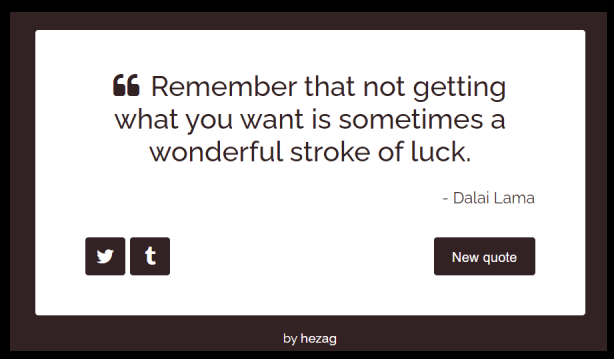 ❝ Remember that not getting
what you want is sometimes a
wonderful stroke of luck.
- Dalai Lama
t New quote
by hezag